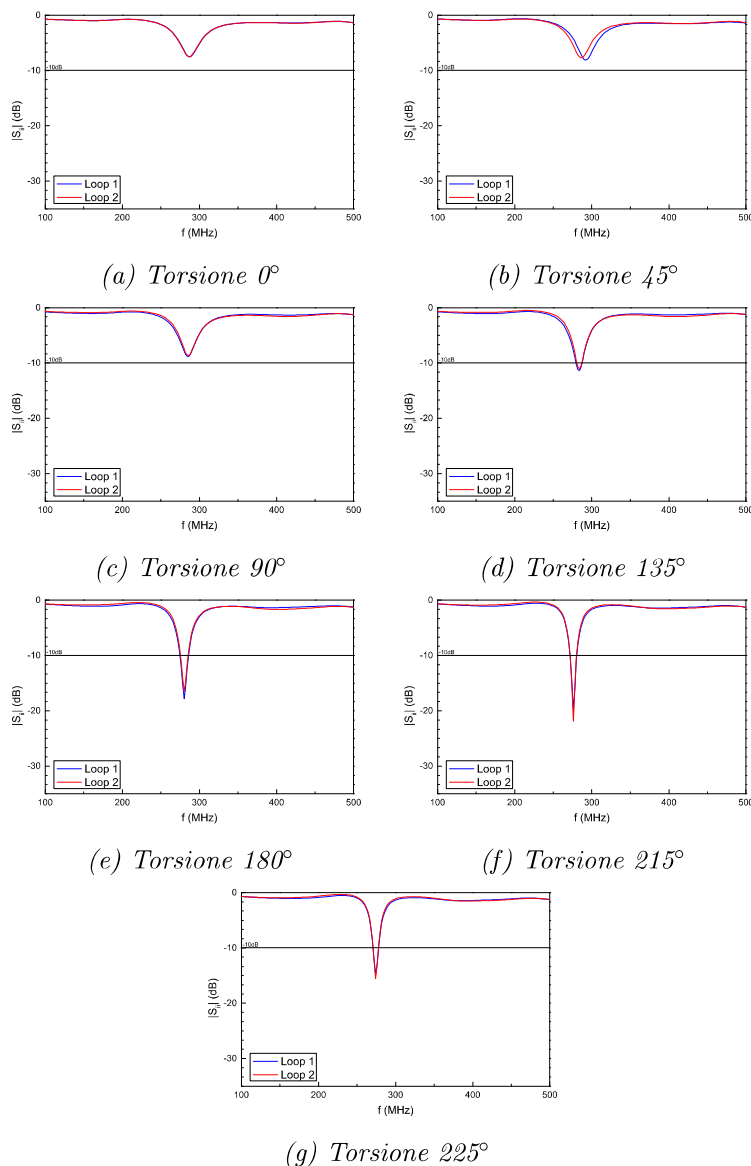 0
-10
-20
-30
|S_ii| (dB)
-10dB
Loop 1
Loop 2
100 200 300 400 500
f (MHz)
(a) Torsione 0°
0
-10
-20
-30
|S_ii| (dB)
-10dB
Loop 1
Loop 2
100 200 300 400 500
f (MHz)
(b) Torsione 45°
0
-10
-20
-30
|S_ii| (dB)
-10dB
Loop 1
Loop 2
100 200 300 400 500
f (MHz)
(c) Torsione 90°
0
-10
-20
-30
|S_ii| (dB)
-10dB
Loop 1
Loop 2
100 200 300 400 500
f (MHz)
(d) Torsione 135°
0
-10
-20
-30
|S_ii| (dB)
-10dB
Loop 1
Loop 2
100 200 300 400 500
f (MHz)
(e) Torsione 180°
0
-10
-20
-30
|S_ii| (dB)
-10dB
Loop 1
Loop 2
100 200 300 400 500
f (MHz)
(f) Torsione 215°
0
-10
-20
-30
|S_ii| (dB)
-10dB
Loop 1
Loop 2
100 200 300 400 500
f (MHz)
(g) Torsione 225°